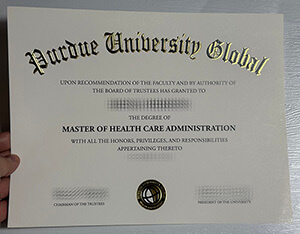 Purdue University Global
UPON RECOMMENDATION OF THE FACULTY AND BY AUTHORITY OF
THE BOARD OF TRUSTEES HAS GRANTED TO
THE DEGREE OF
MASTER OF HEALTH CARE ADMINISTRATION
WITH ALL THE HONORS, PRIVILEGES, AND RESPONSIBILITIES
APPERTAINING THERETO
CHAIRMAN OF THE TRUSTEES
PRESIDENT OF THE UNIVERSITY